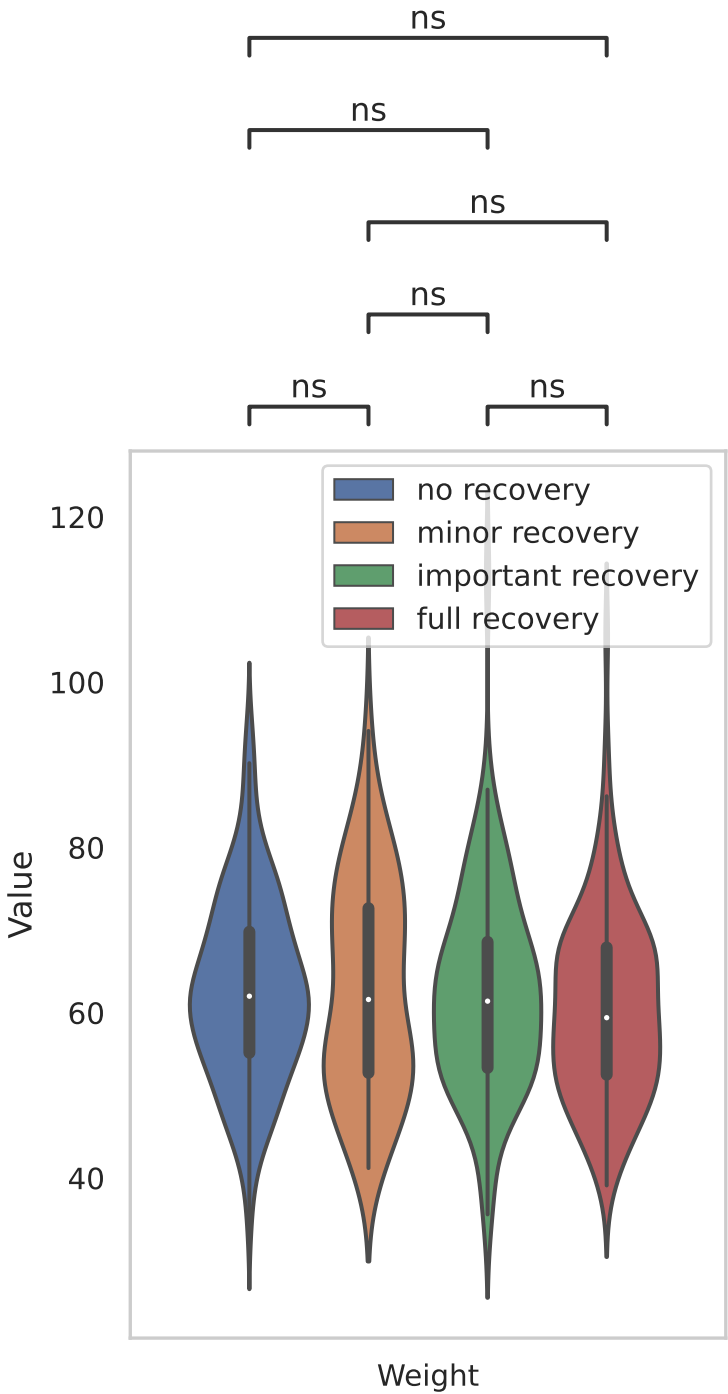 ns
ns
ns
ns
ns ns
no recovery
minor recovery
important recovery
full recovery
120
100
80
60
40
Value
Weight